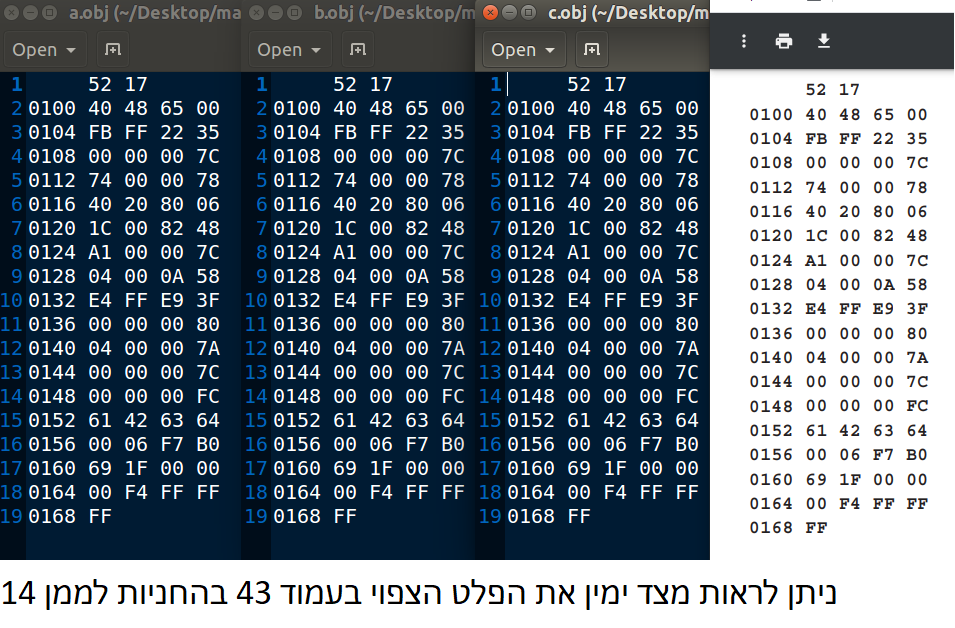 a.obj (~/Desktop/ma
Open
1 52 17
2 0100 40 48 65 00
3 0104 FB FF 22 35
4 0108 00 00 00 7C
5 0112 74 00 00 78
6 0116 40 20 80 06
7 0120 1C 00 82 48
8 0124 A1 00 00 7C
9 0128 04 00 0A 58
10 0132 E4 FF E9 3F
11 0136 00 00 00 80
12 0140 04 00 00 7A
13 0144 00 00 00 7C
14 0148 00 00 00 FC
15 0152 61 42 63 64
16 0156 00 06 F7 B0
17 0160 69 1F 00 00
18 0164 00 F4 FF FF
19 0168 FF
b.obj (~/Desktop/m
Open
1 52 17
2 0100 40 48 65 00
3 0104 FB FF 22 35
4 0108 00 00 00 7C
5 0112 74 00 00 78
6 0116 40 20 80 06
7 0120 1C 00 82 48
8 0124 A1 00 00 7C
9 0128 04 00 0A 58
10 0132 E4 FF E9 3F
11 0136 00 00 00 80
12 0140 04 00 00 7A
13 0144 00 00 00 7C
14 0148 00 00 00 FC
15 0152 61 42 63 64
16 0156 00 06 F7 B0
17 0160 69 1F 00 00
18 0164 00 F4 FF FF
19 0168 FF
c.obj (~/Desktop/m
Open
1 52 17
2 0100 40 48 65 00
3 0104 FB FF 22 35
4 0108 00 00 00 7C
5 0112 74 00 00 78
6 0116 40 20 80 06
7 0120 1C 00 82 48
8 0124 A1 00 00 7C
9 0128 04 00 0A 58
10 0132 E4 FF E9 3F
11 0136 00 00 00 80
12 0140 04 00 00 7A
13 0144 00 00 00 7C
14 0148 00 00 00 FC
15 0152 61 42 63 64
16 0156 00 06 F7 B0
17 0160 69 1F 00 00
18 0164 00 F4 FF FF
19 0168 FF
52 17
0100 40 48 65 00
0104 FB FF 22 35
0108 00 00 00 7C
0112 74 00 00 78
0116 40 20 80 06
0120 1C 00 82 48
0124 A1 00 00 7C
0128 04 00 0A 58
0132 E4 FF E9 3F
0136 00 00 00 80
0140 04 00 00 7A
0144 00 00 00 7C
0148 00 00 00 FC
0152 61 42 63 64
0156 00 06 F7 B0
0160 69 1F 00 00
0164 00 F4 FF FF
0168 FF
ניתן לראות מצד ימין את הפלט הצפוי בעמוד 43 בהחניות לממן 14